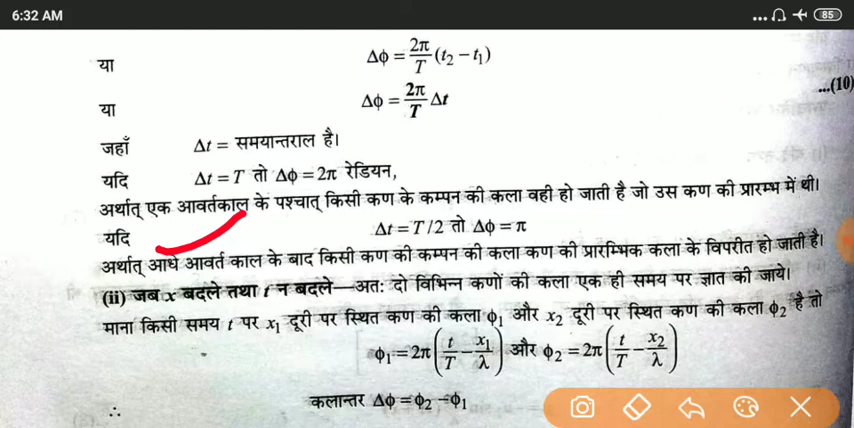 6:32 AM
85
या Δφ = 2π/T (t₂ – t₁)
या Δφ = 2π/T Δt ...(10)
जहाँ Δt = समयान्तराल है।
यदि Δt = T तो Δφ = 2π रेडियन,
अर्थात् एक आवर्तकाल के पश्चात् किसी कण के कम्पन की कला वही हो जाती है जो उस कण की प्रारम्भ में थी।
यदि Δt = T/2 तो Δφ = π
अर्थात् आधे आवर्त काल के बाद किसी कण की कम्पन की कला कण की प्रारम्भिक कला के विपरीत हो जाती है।
(ii) जब x बदले तथा t न बदले—अतः दो विभिन्न कणों की कला एक ही समय पर ज्ञात की जाये।
माना किसी समय t पर x₁ दूरी पर स्थित कण की कला φ₁ और x₂ दूरी पर स्थित कण की कला φ₂ है तो
φ₁ = 2π(t/T – x₁/λ) और φ₂ = 2π(t/T – x₂/λ)
∴ कलान्तर Δφ = φ₂ – φ₁